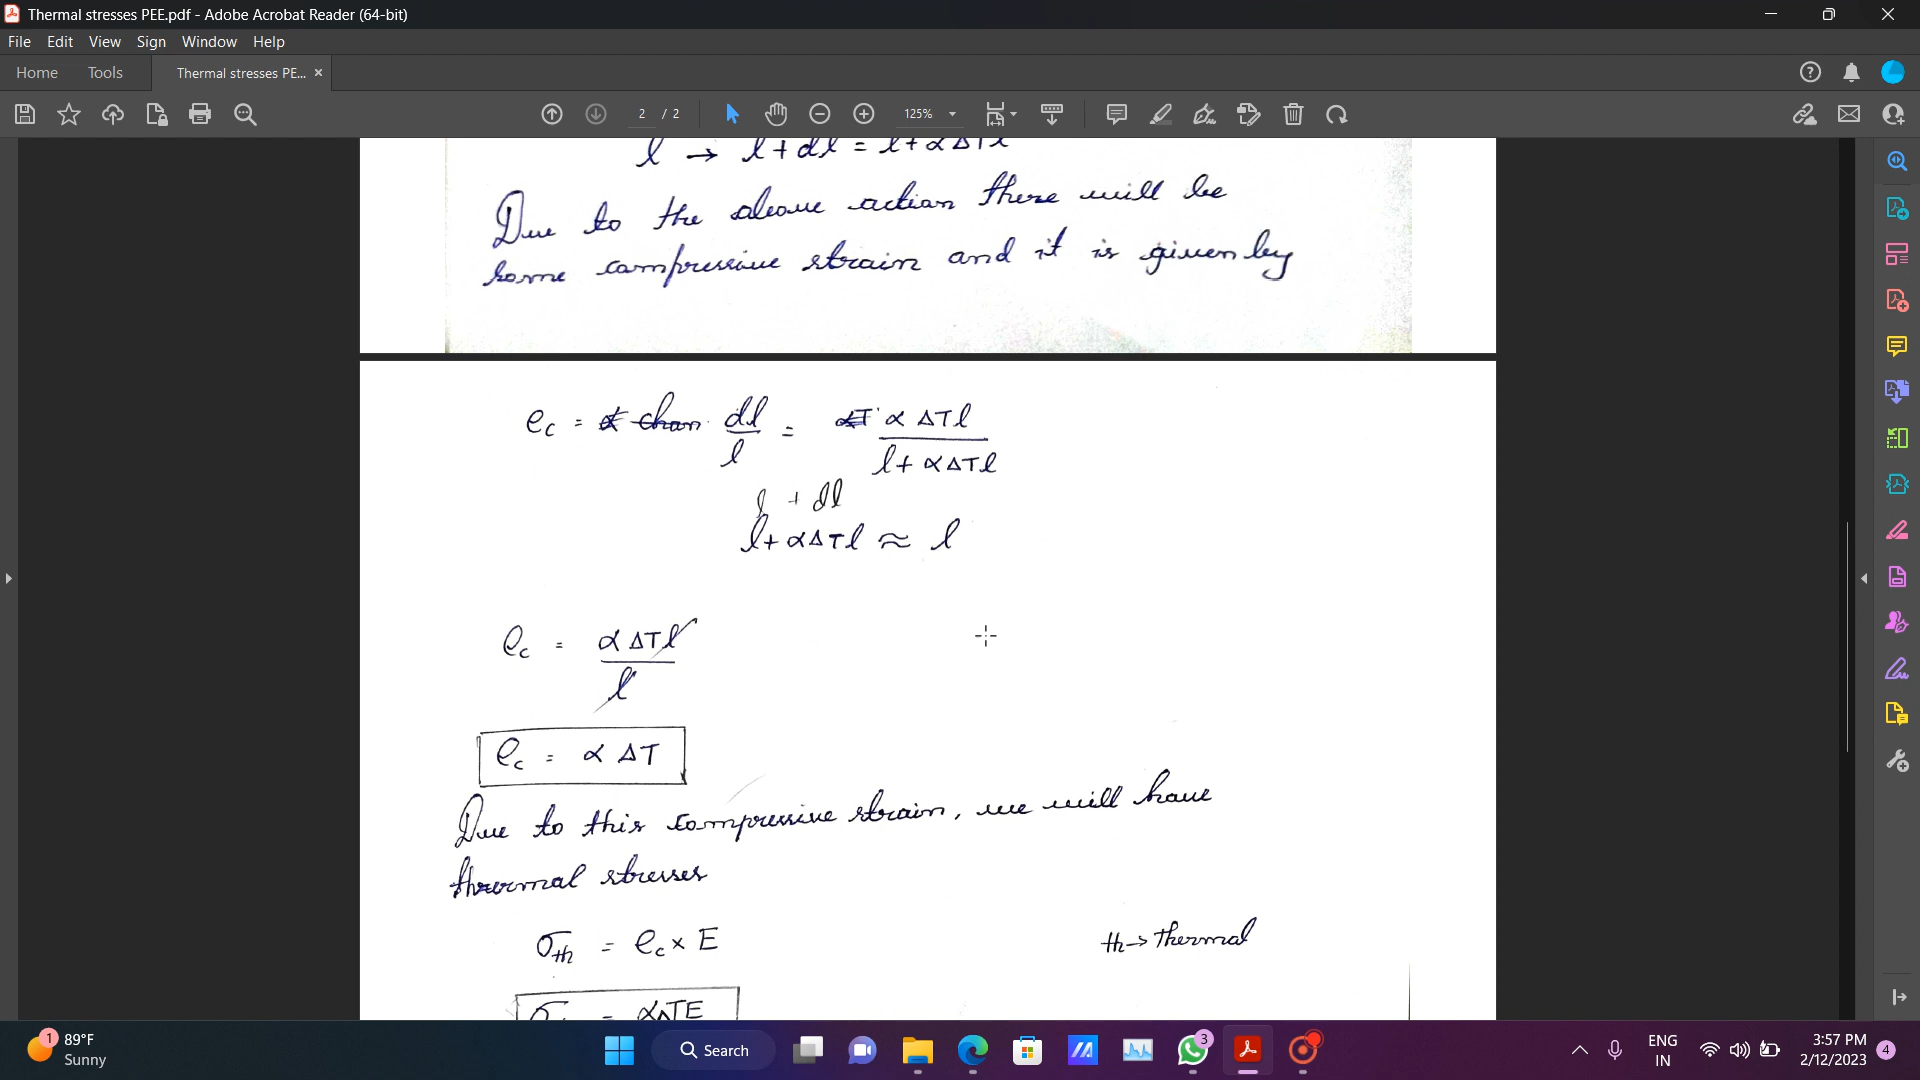 Thermal stresses PEE.pdf - Adobe Acrobat Reader (64-bit)
File Edit View Sign Window Help
Home Tools Thermal stresses PE... ×
2 / 2 125%
l → l + dl = l + α ΔT l
Due to the above action there will be
some compressive strain and it is given by
e_c = dl/l = α ΔT l / l + α ΔT l
l + dl
l + α ΔT l ≈ l
e_c = α ΔT l / l
e_c = α ΔT
Due to this compressive strain, we will have
thermal stresses
σ_th = e_c × E th → Thermal
= α ΔT E
1 89°F
Sunny
Search
3
ENG
IN
3:57 PM
2/12/2023
4